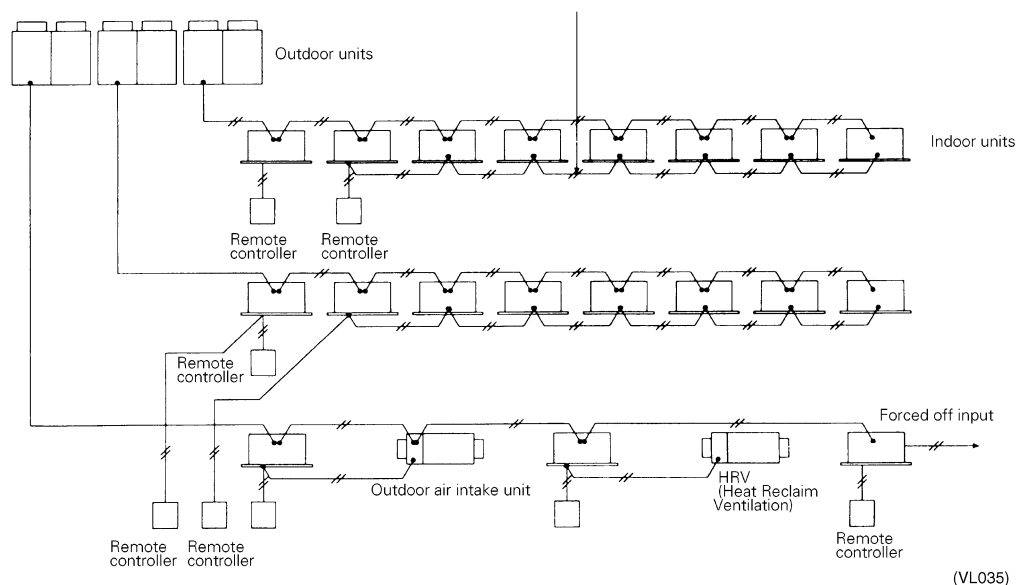 Outdoor units
Indoor units
Remote
controller
Remote
controller
Remote
controller
Forced off input
Outdoor air intake unit
HRV
(Heat Reclaim
Ventilation)
Remote
controller
Remote
controller
Remote
controller
(VL035)